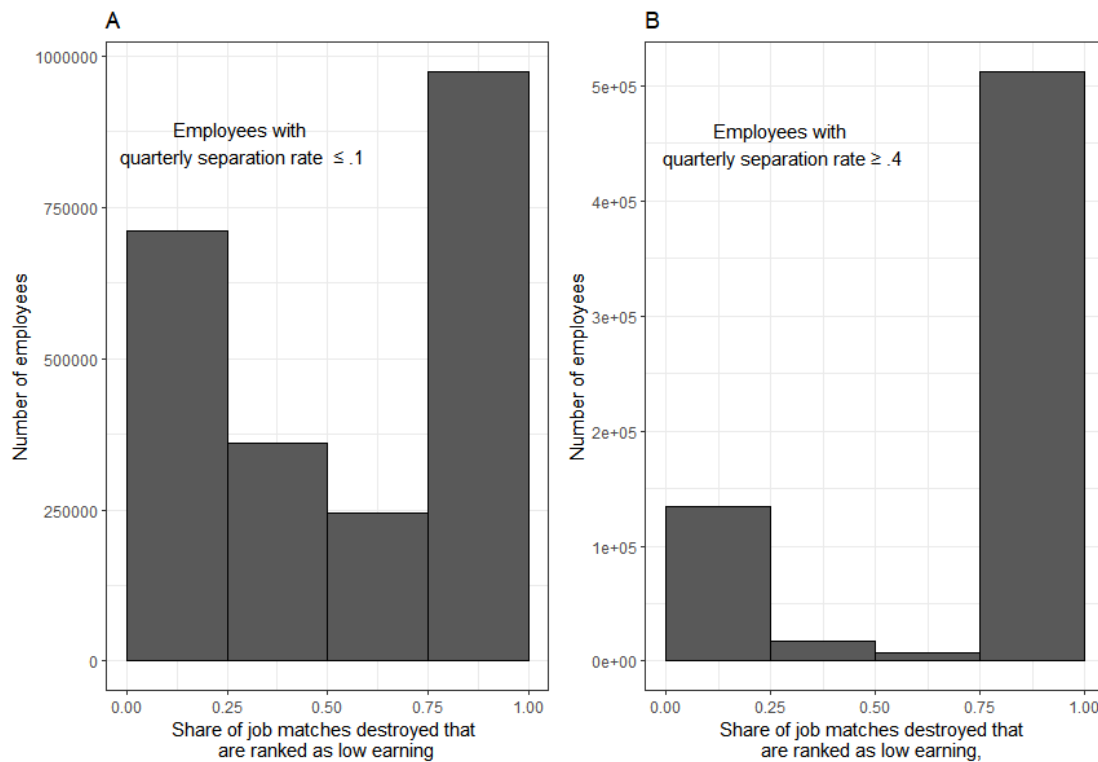 A
Number of employees
1000000
750000
500000
250000
0
Employees with
quarterly separation rate ≤ .1
0.00 0.25 0.50 0.75 1.00
Share of job matches destroyed that
are ranked as low earning
B
Number of employees
5e+05
4e+05
3e+05
2e+05
1e+05
0e+00
Employees with
quarterly separation rate ≥ .4
0.00 0.25 0.50 0.75 1.00
Share of job matches destroyed that
are ranked as low earning,